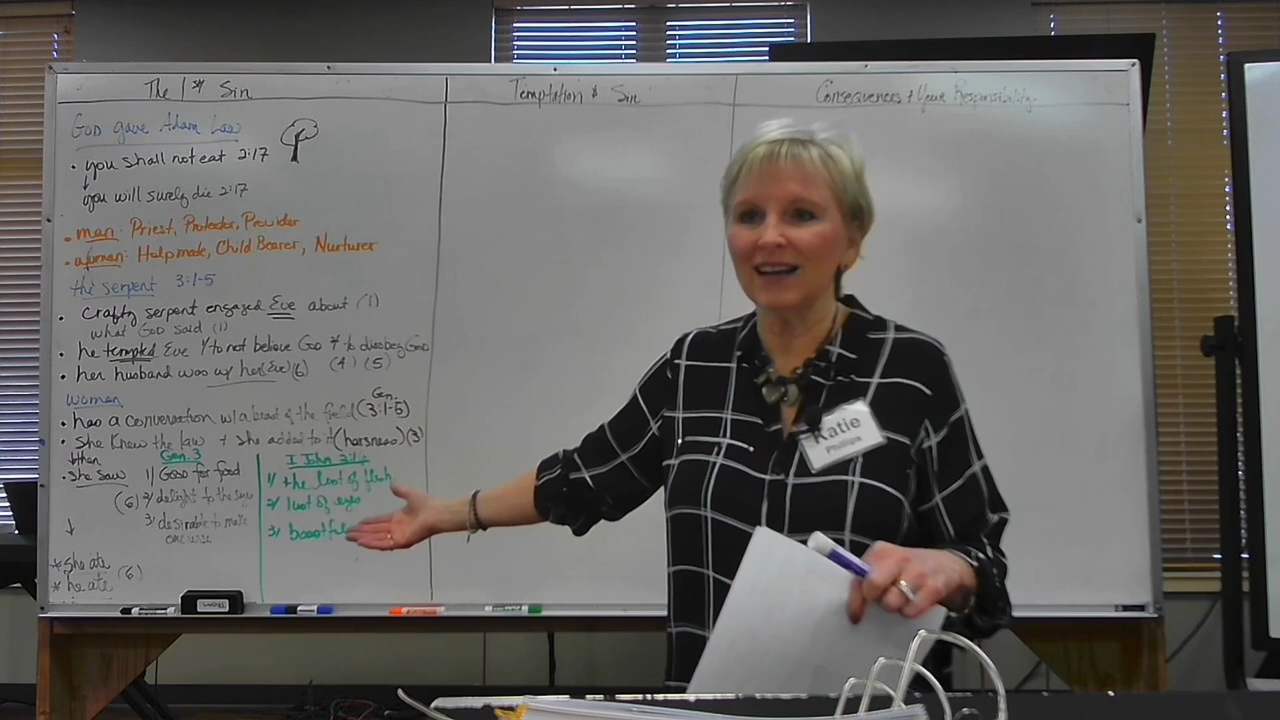 The 1st Sin
Temptation & Sin
Consequences + Your Responsibility
God gave Adam Law
• you shall not eat 2:17
you will surely die 2:17
• man: Priest, Protector, Provider
• woman: Helpmate, Child Bearer, Nurturer
the serpent 3:1-5
• crafty serpent engaged Eve about (1)
what God said (1)
• he tempted Eve 1/ to not believe God 2/ to disobey God
(4) (5)
• her husband was w/ her (Eve) (6)
woman
• has a conversation w/ a beast of the field (Gen. 3:1-5)
• she knew the law + she added to it (harsness) (3)
then
Gen. 3
• She saw 1/ Good for food
(6) 2/ delight to the eyes
3/ desirable to make
one wise
I John
1/ the lust of flesh
2/ lust of eyes
3/ boastful
* she ate
* he ate (6)
Katie
Phillips